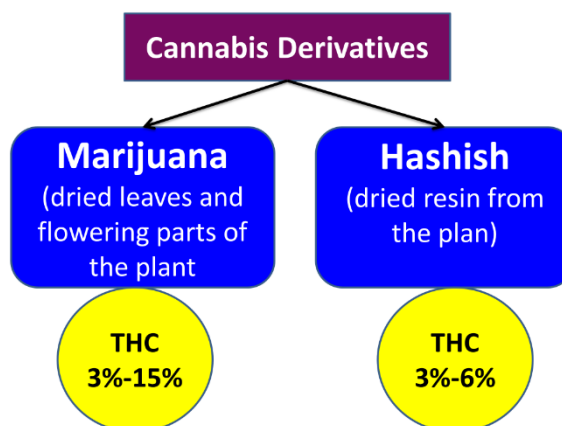 Cannabis Derivatives
Marijuana
(dried leaves and
flowering parts of
the plant
Hashish
(dried resin from
the plan)
THC
3%-15%
THC
3%-6%